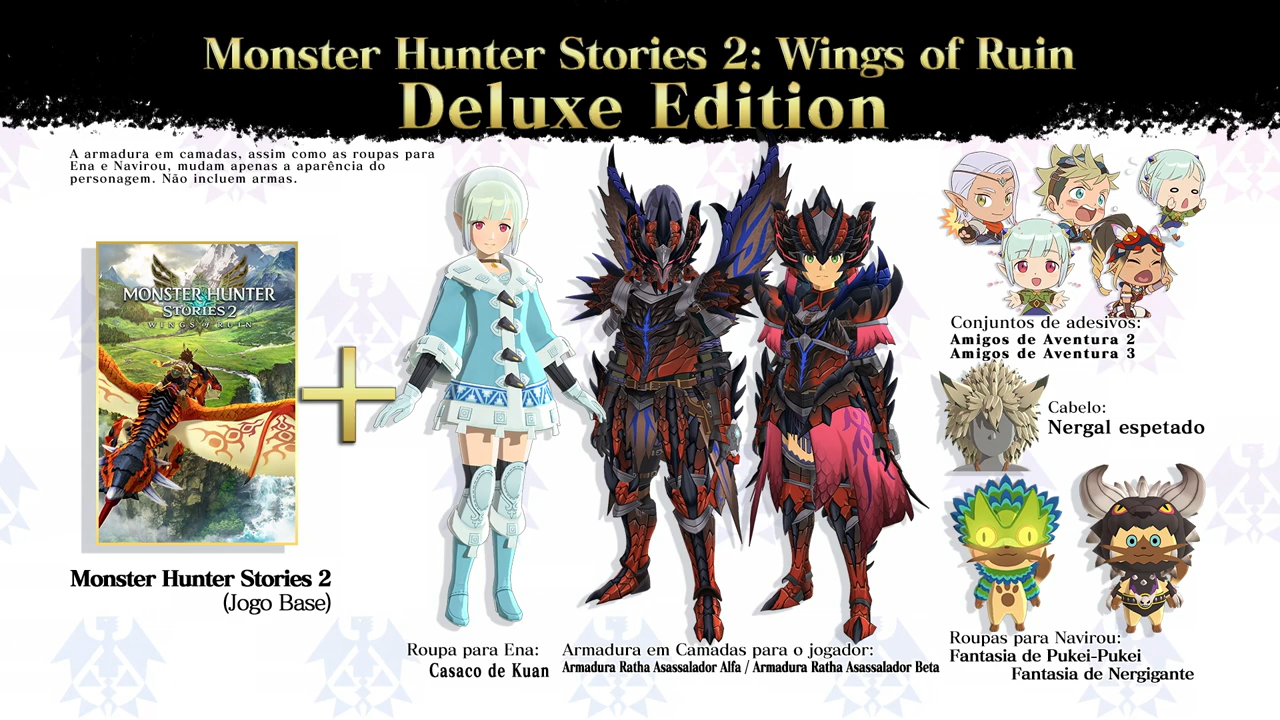 Monster Hunter Stories 2: Wings of Ruin
Deluxe Edition
A armadura em camadas, assim como as roupas para
Ena e Navirou, mudam apenas a aparência do
personagem. Não incluem armas.
MONSTER HUNTER
STORIES 2
WINGS of RUIN
Monster Hunter Stories 2
(Jogo Base)
Roupa para Ena:
Casaco de Kuan
Armadura em Camadas para o jogador:
Armadura Ratha Asassalador Alfa / Armadura Ratha Asassalador Beta
Conjuntos de adesivos:
Amigos de Aventura 2
Amigos de Aventura 3
Cabelo:
Nergal espetado
Roupas para Navirou:
Fantasia de Pukei-Pukei
Fantasia de Nergigante